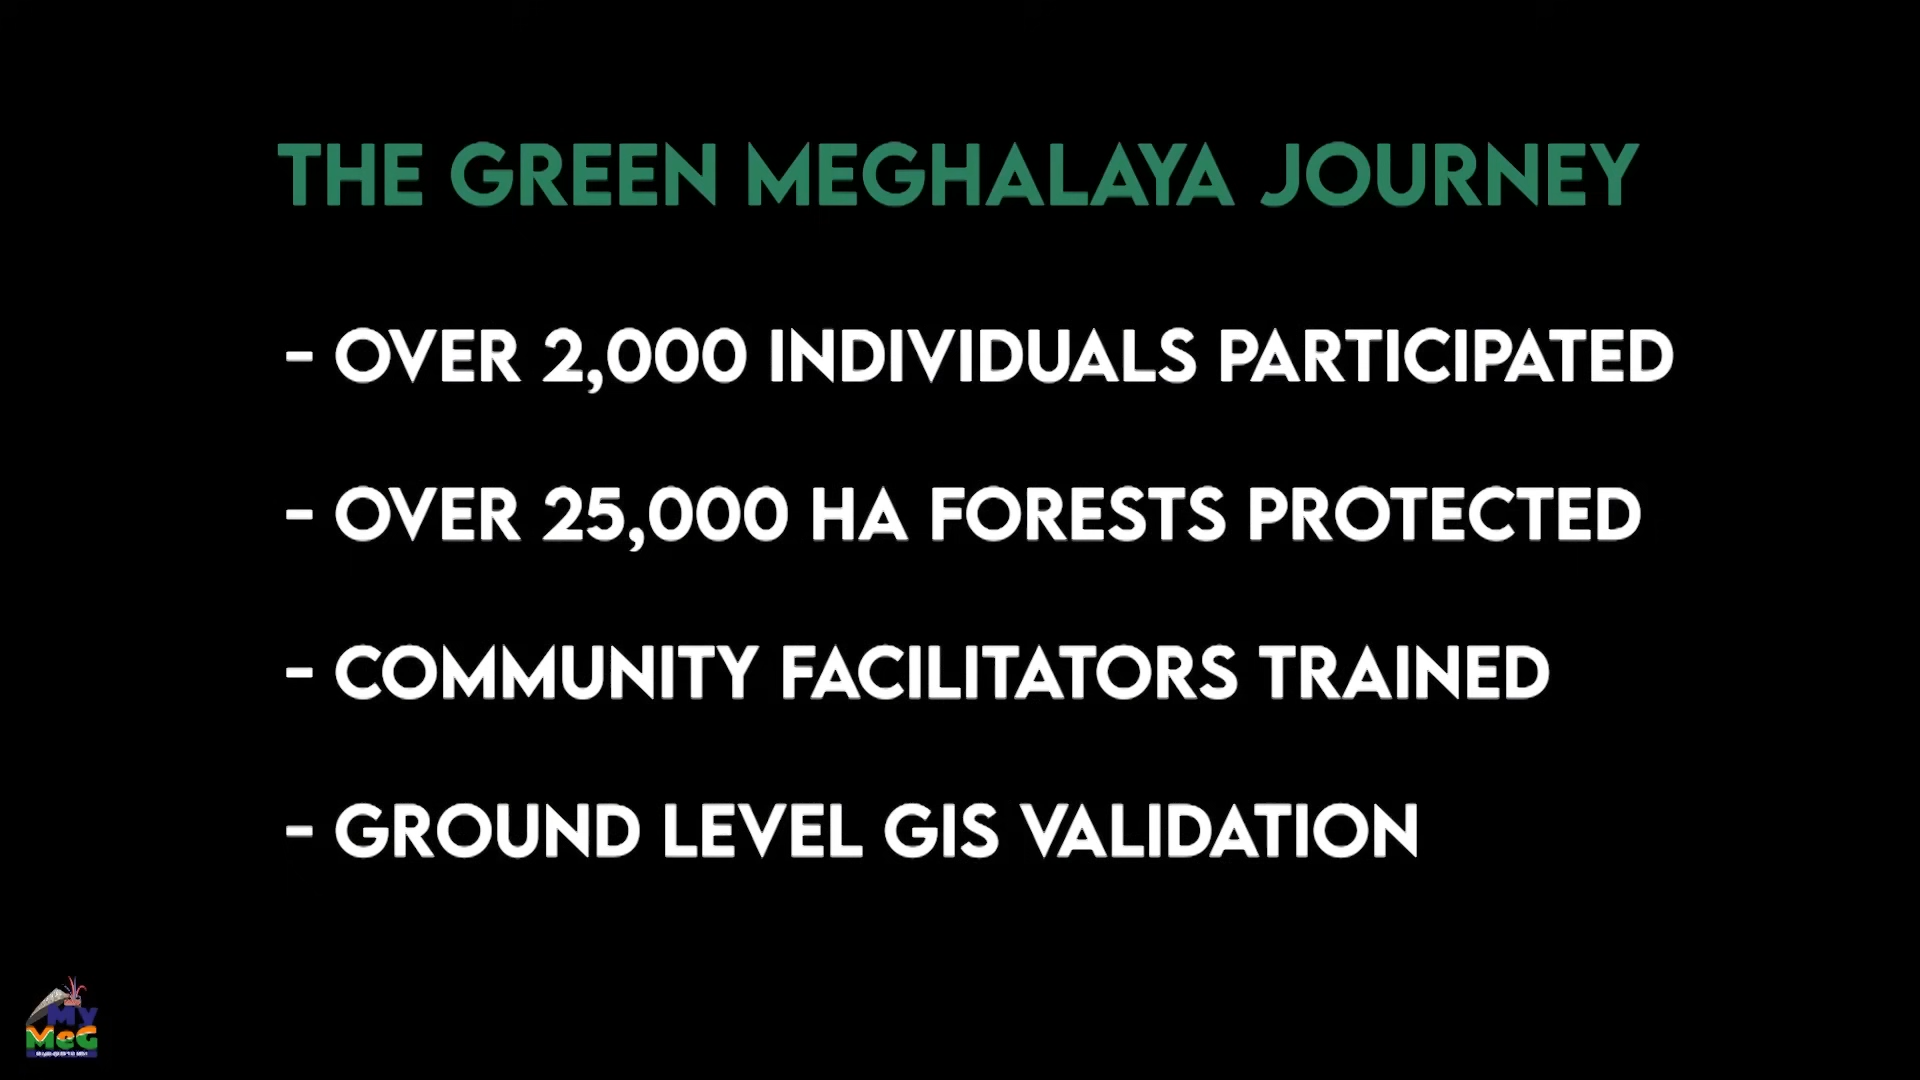 THE GREEN MEGHALAYA JOURNEY
- OVER 2,000 INDIVIDUALS PARTICIPATED
- OVER 25,000 HA FORESTS PROTECTED
- COMMUNITY FACILITATORS TRAINED
- GROUND LEVEL GIS VALIDATION
My
MeG